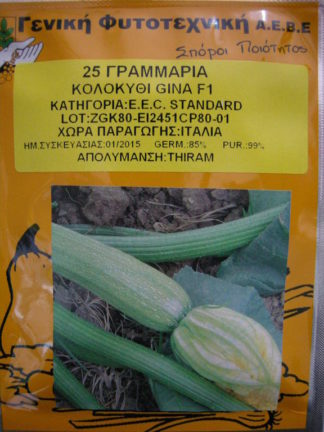 Γενική Φυτοτεχνική Α.Ε.Β.Ε
Σπόροι Ποιότητος
25 ΓΡΑΜΜΑΡΙΑ
ΚΟΛΟΚΥΘΙ GINA F1
ΚΑΤΗΓΟΡΙΑ:E.E.C. STANDARD
LOT:ZGK80-EI2451CP80-01
ΧΩΡΑ ΠΑΡΑΓΩΓΗΣ:ΙΤΑΛΙΑ
ΗΜ.ΣΥΣΚΕΥΑΣΙΑΣ:01/2015 GERM.:85% PUR.:99%
ΑΠΟΛΥΜΑΝΣΗ:THIRAM